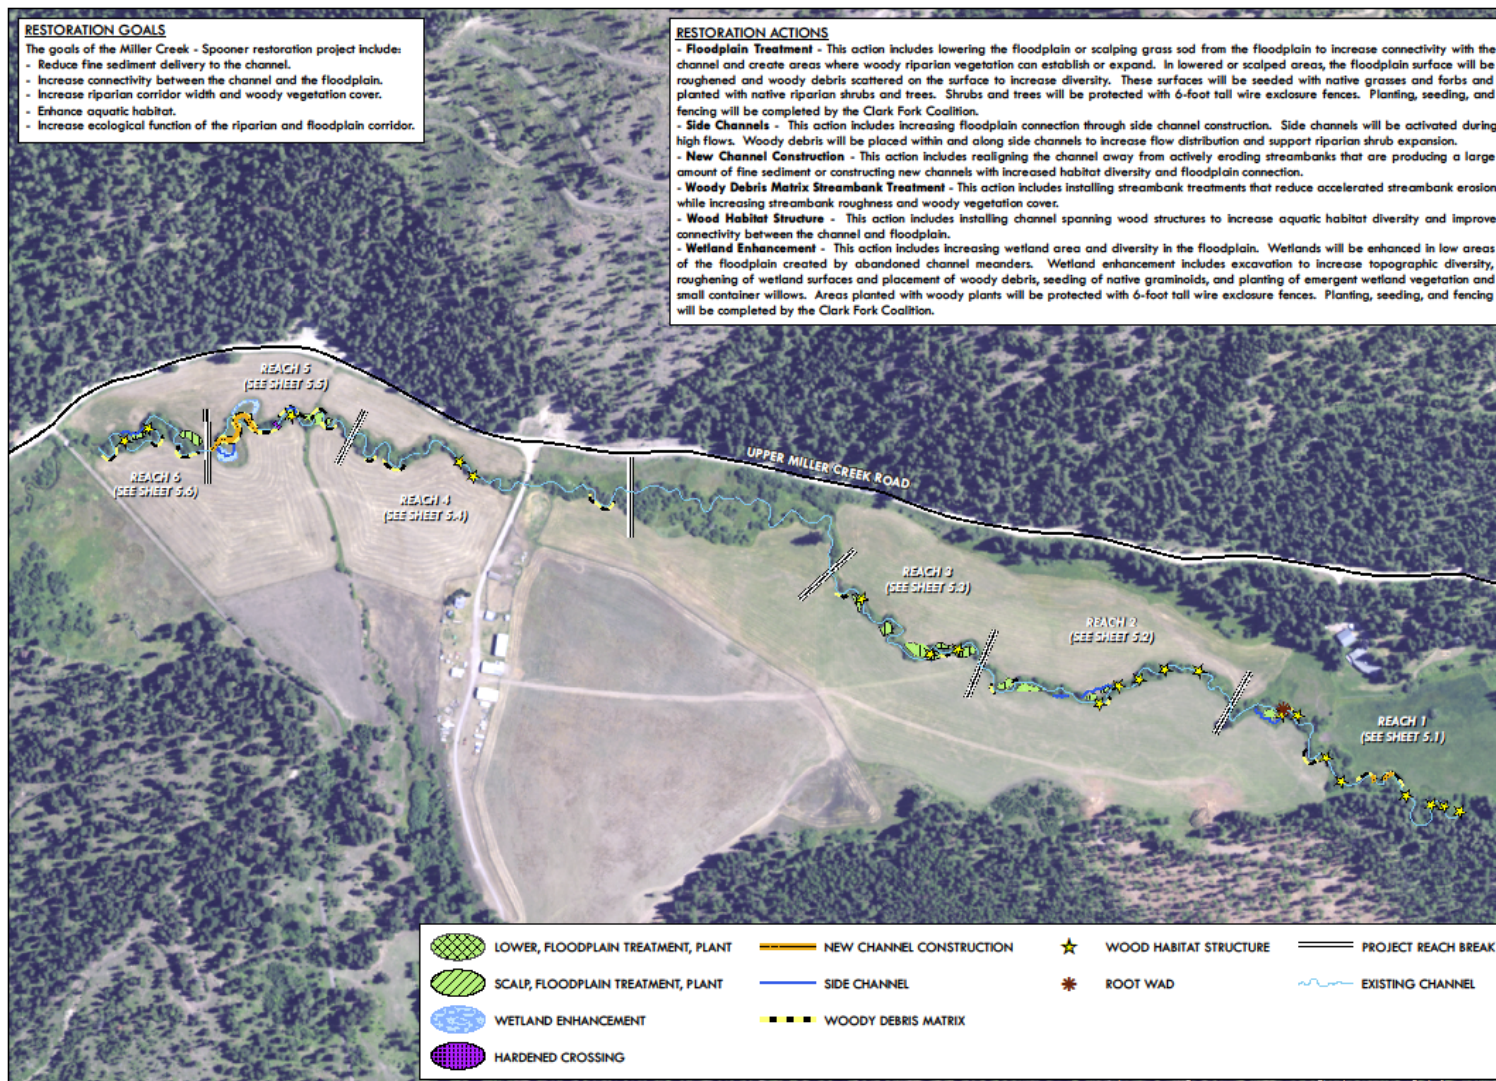 RESTORATION GOALS
The goals of the Miller Creek - Spooner restoration project include:
- Reduce fine sediment delivery to the channel.
- Increase connectivity between the channel and the floodplain.
- Increase riparian corridor width and woody vegetation cover.
- Enhance aquatic habitat.
- Increase ecological function of the riparian and floodplain corridor.
RESTORATION ACTIONS
- Floodplain Treatment - This action includes lowering the floodplain or scalping grass sod from the floodplain to increase connectivity with the
channel and create areas where woody riparian vegetation can establish or expand. In lowered or scalped areas, the floodplain surface will be
roughened and woody debris scattered on the surface to increase diversity. These surfaces will be seeded with native grasses and forbs and
planted with native riparian shrubs and trees. Shrubs and trees will be protected with 6-foot tall wire exclosure fences. Planting, seeding, and
fencing will be completed by the Clark Fork Coalition.
- Side Channels - This action includes increasing floodplain connection through side channel construction. Side channels will be activated during
high flows. Woody debris will be placed within and along side channels to increase flow distribution and support riparian shrub expansion.
- New Channel Construction - This action includes realigning the channel away from actively eroding streambanks that are producing a large
amount of fine sediment or constructing new channels with increased habitat diversity and floodplain connection.
- Woody Debris Matrix Streambank Treatment - This action includes installing streambank treatments that reduce accelerated streambank erosion
while increasing streambank roughness and woody vegetation cover.
- Wood Habitat Structure - This action includes installing channel spanning wood structures to increase aquatic habitat diversity and improve
connectivity between the channel and floodplain.
- Wetland Enhancement - This action includes increasing wetland area and diversity in the floodplain. Wetlands will be enhanced in low areas
of the floodplain created by abandoned channel meanders. Wetland enhancement includes excavation to increase topographic diversity,
roughening of wetland surfaces and placement of woody debris, seeding of native graminoids, and planting of emergent wetland vegetation and
small container willows. Areas planted with woody plants will be protected with 6-foot tall wire exclosure fences. Planting, seeding, and fencing
will be completed by the Clark Fork Coalition.
REACH 5
(SEE SHEET 5.5)
REACH 6
(SEE SHEET 5.6)
REACH 4
(SEE SHEET 5.4)
UPPER MILLER CREEK ROAD
REACH 3
(SEE SHEET 5.3)
REACH 2
(SEE SHEET 5.2)
REACH 1
(SEE SHEET 5.1)
LOWER, FLOODPLAIN TREATMENT, PLANT
SCALP, FLOODPLAIN TREATMENT, PLANT
WETLAND ENHANCEMENT
HARDENED CROSSING
NEW CHANNEL CONSTRUCTION
SIDE CHANNEL
WOODY DEBRIS MATRIX
WOOD HABITAT STRUCTURE
ROOT WAD
PROJECT REACH BREAK
EXISTING CHANNEL